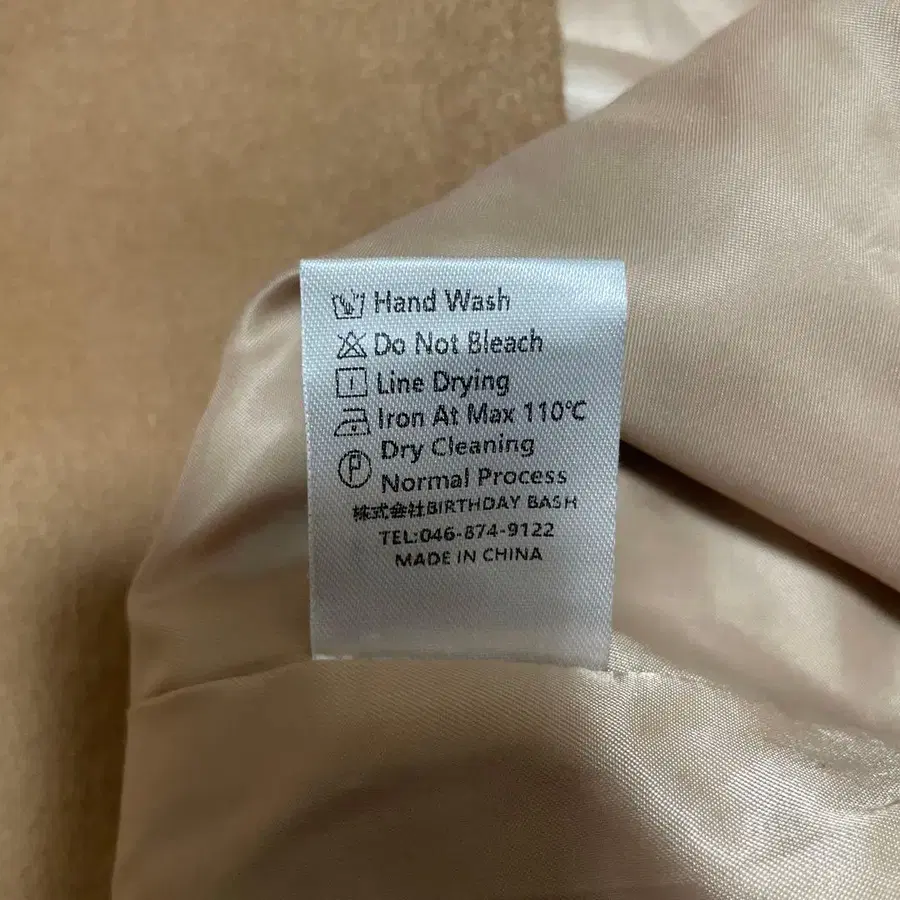 Hand Wash
Do Not Bleach
Line Drying
Iron At Max 110℃
Dry Cleaning
Normal Process
株式会社BIRTHDAY BASH
TEL:046-874-9122
MADE IN CHINA